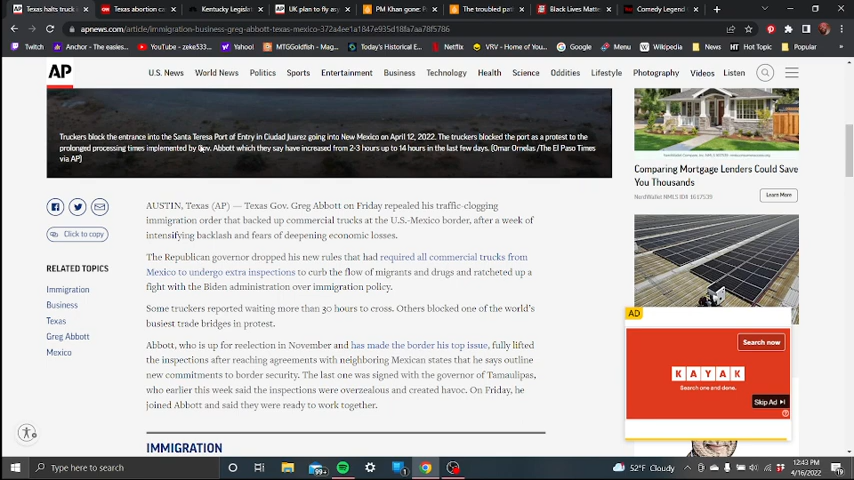 Texas halts truck i
Texas abortion ca
Kentucky Legislat
UK plan to fly as
PM Khan gone: F
The troubled pat
Black Lives Matte
Comedy Legend
apnews.com/article/immigration-business-greg-abbott-texas-mexico-
Twitch
Anchor - The easies...
YouTube - zeke533...
Yahoo!
MTGGoldfish - Mag...
Today's Historical E...
Netflix
VRV - Home of Yo...
Google
Menu
Wikipedia
News
HT
Hot Topic
Popular
AP
U.S. News World News Politics Sports Entertainment Business Technology Health Science Oddities Lifestyle Photography Videos Listen
Truckers block the entrance into the Santa Teresa Port of Entry in Ciudad Juarez going into New Mexico on April 12, 2022. The truckers blocked the port as a protest to the
prolonged processing times implemented by Gov. Abbott which they say have increased from 2-3 hours up to 14 hours in the last few days. (Omar Ornelas /The El Paso Times
via AP)
Click to copy
RELATED TOPICS
Immigration
Business
Texas
Greg Abbott
Mexico
AUSTIN, Texas (AP) — Texas Gov. Greg Abbott on Friday repealed his traffic-clogging
immigration order that backed up commercial trucks at the U.S.-Mexico border, after a week of
intensifying backlash and fears of deepening economic losses.
The Republican governor dropped his new rules that had required all commercial trucks from
Mexico to undergo extra inspections to curb the flow of migrants and drugs and ratcheted up a
fight with the Biden administration over immigration policy.
Some truckers reported waiting more than 30 hours to cross. Others blocked one of the world's
busiest trade bridges in protest.
Abbott, who is up for reelection in November and has made the border his top issue, fully lifted
the inspections after reaching agreements with neighboring Mexican states that he says outline
new commitments to border security. The last one was signed with the governor of Tamaulipas,
who earlier this week said the inspections were overzealous and created havoc. On Friday, he
joined Abbott and said they were ready to work together.
IMMIGRATION
Comparing Mortgage Lenders Could Save
You Thousands
NerdWallet NMLS ID# 1617539
Learn More
AD
Search now
KAYAK
Search one and done.
Skip Ad
Type here to search
99+
1
52°F Cloudy
12:43 PM
4/16/2022